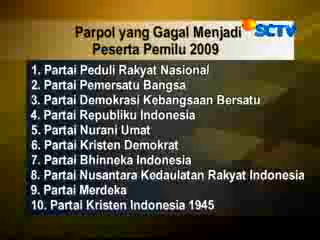 Parpol yang Gagal Menjadi
SCTV
Peserta Pemilu 2009
1. Partai Peduli Rakyat Nasional
2. Partai Pemersatu Bangsa
3. Partai Demokrasi Kebangsaan Bersatu
4. Partai Republiku Indonesia
5. Partai Nurani Umat
6. Partai Kristen Demokrat
7. Partai Bhinneka Indonesia
8. Partai Nusantara Kedaulatan Rakyat Indonesia
9. Partai Merdeka
10. Partai Kristen Indonesia 1945